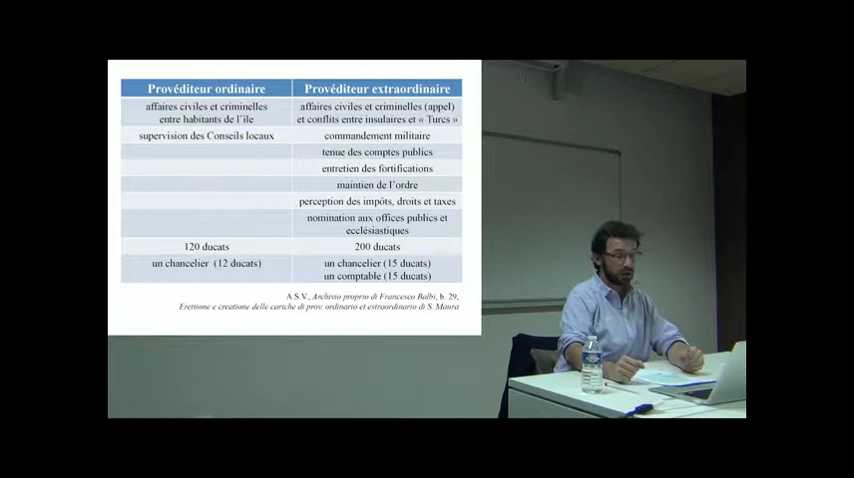 Provéditeur ordinaire Provéditeur extraordinaire
affaires civiles et criminelles affaires civiles et criminelles (appel)
entre habitants de l'île et conflits entre insulaires et « Turcs »
supervision des Conseils locaux commandement militaire
tenue des comptes publics
entretien des fortifications
maintien de l'ordre
perception des impôts, droits et taxes
nomination aux offices publics et
ecclésiastiques
120 ducats 200 ducats
un chancelier (12 ducats) un chancelier (15 ducats)
un comptable (15 ducats)
A.S.V., Archivio proprio di Francesco Balbi, b. 29,
Erettione e creatione delle cariche di prov. ordinario et estraordinario di S. Maura